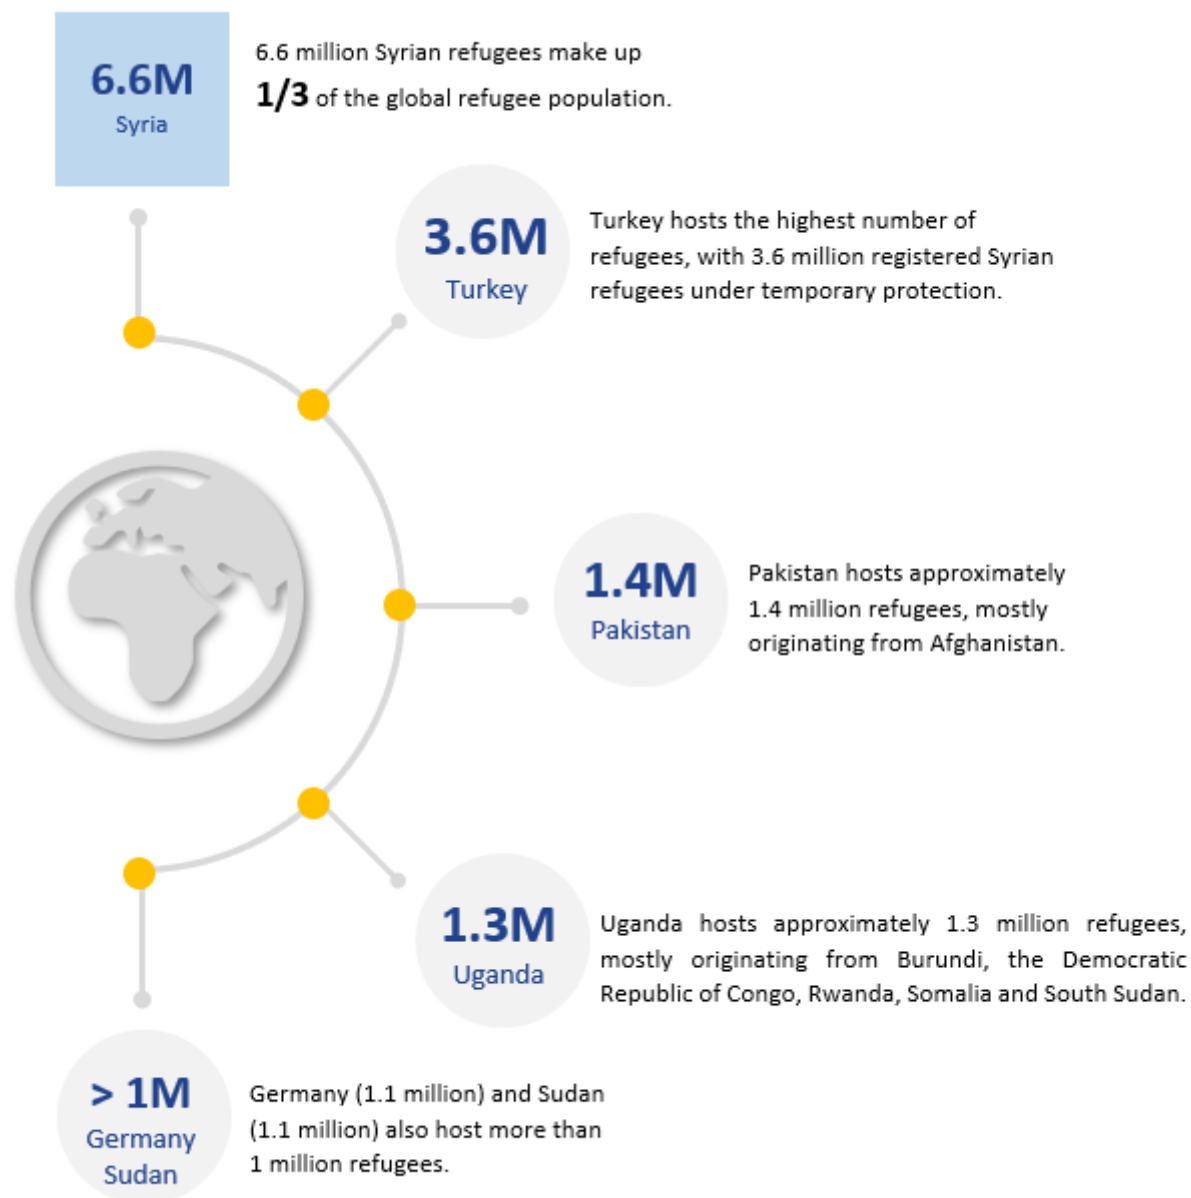 6.6M
Syria
6.6 million Syrian refugees make up
1/3 of the global refugee population.
3.6M
Turkey
Turkey hosts the highest number of
refugees, with 3.6 million registered Syrian
refugees under temporary protection.
1.4M
Pakistan
Pakistan hosts approximately
1.4 million refugees, mostly
originating from Afghanistan.
1.3M
Uganda
Uganda hosts approximately 1.3 million refugees,
mostly originating from Burundi, the Democratic
Republic of Congo, Rwanda, Somalia and South Sudan.
> 1M
Germany
Sudan
Germany (1.1 million) and Sudan
(1.1 million) also host more than
1 million refugees.